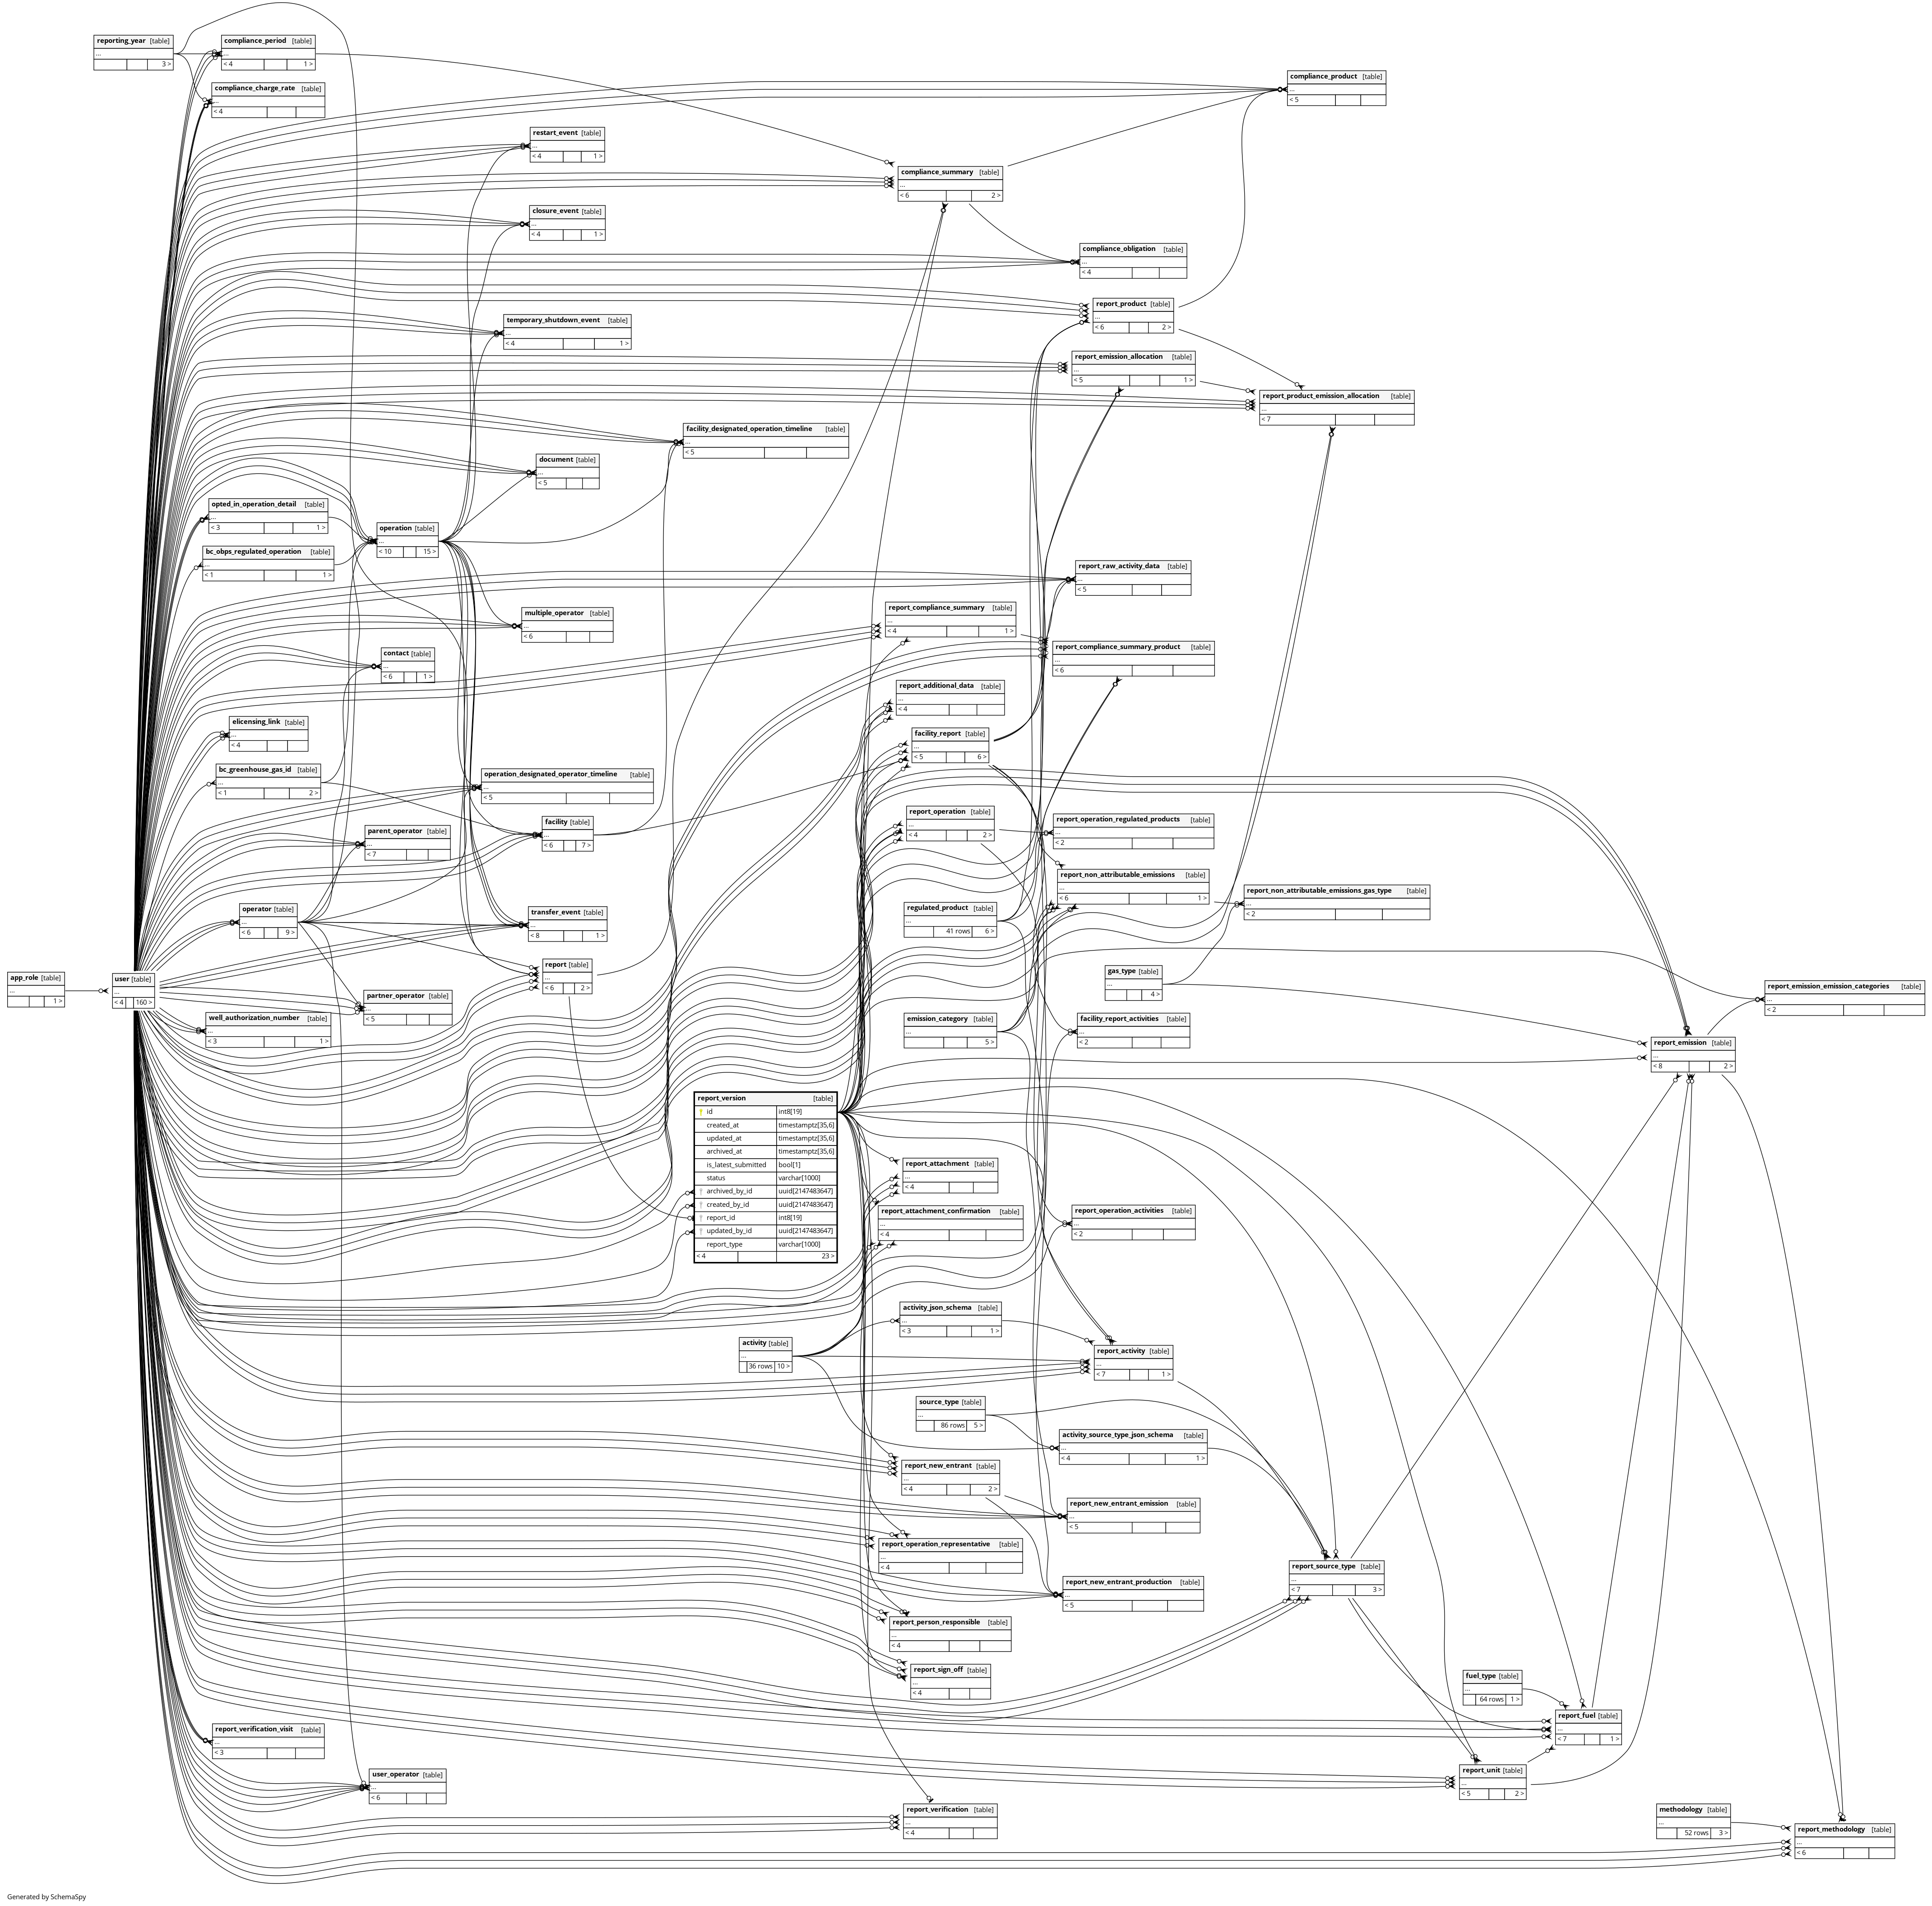 reporting_year [table]
...
3 >
compliance_period [table]
...
< 4 1 >
compliance_charge_rate [table]
...
< 4
compliance_product [table]
...
< 5
restart_event [table]
...
< 4 1 >
compliance_summary [table]
...
< 6 2 >
closure_event [table]
...
< 4 1 >
compliance_obligation [table]
...
< 4
report_product [table]
...
< 6 2 >
temporary_shutdown_event [table]
...
< 4 1 >
report_emission_allocation [table]
...
< 5 1 >
report_product_emission_allocation [table]
...
< 7
facility_designated_operation_timeline [table]
...
< 5
document [table]
...
< 5
opted_in_operation_detail [table]
...
< 3 1 >
operation [table]
...
< 10 15 >
bc_obps_regulated_operation [table]
...
< 1 1 >
report_raw_activity_data [table]
...
< 5
multiple_operator [table]
...
< 6
report_compliance_summary [table]
...
< 4 1 >
report_compliance_summary_product [table]
...
< 6
contact [table]
...
< 6 1 >
report_additional_data [table]
...
< 4
elicensing_link [table]
...
< 4
facility_report [table]
...
< 5 6 >
bc_greenhouse_gas_id [table]
...
< 1 2 >
operation_designated_operator_timeline [table]
...
< 5
report_operation [table]
...
< 4 2 >
report_operation_regulated_products [table]
...
< 2
facility [table]
...
< 6 7 >
parent_operator [table]
...
< 7
report_non_attributable_emissions [table]
...
< 6 1 >
report_non_attributable_emissions_gas_type [table]
...
< 2
operator [table]
...
< 6 9 >
transfer_event [table]
...
< 8 1 >
regulated_product [table]
...
41 rows 6 >
report [table]
...
< 6 2 >
gas_type [table]
...
4 >
app_role [table]
...
1 >
user [table]
...
< 4 160 >
partner_operator [table]
...
< 5
report_emission_emission_categories [table]
...
< 2
well_authorization_number [table]
...
< 3 1 >
emission_category [table]
...
5 >
facility_report_activities [table]
...
< 2
report_emission [table]
...
< 8 2 >
report_version [table]
id int8[19]
created_at timestamptz[35,6]
updated_at timestamptz[35,6]
archived_at timestamptz[35,6]
is_latest_submitted bool[1]
status varchar[1000]
archived_by_id uuid[2147483647]
created_by_id uuid[2147483647]
report_id int8[19]
updated_by_id uuid[2147483647]
report_type varchar[1000]
< 4 23 >
report_attachment [table]
...
< 4
report_attachment_confirmation [table]
...
< 4
report_operation_activities [table]
...
< 2
activity_json_schema [table]
...
< 3 1 >
activity [table]
...
36 rows 10 >
report_activity [table]
...
< 7 1 >
source_type [table]
...
86 rows 5 >
activity_source_type_json_schema [table]
...
< 4 1 >
report_new_entrant [table]
...
< 4 2 >
report_new_entrant_emission [table]
...
< 5
report_operation_representative [table]
...
< 4
report_source_type [table]
...
< 7 3 >
report_new_entrant_production [table]
...
< 5
report_person_responsible [table]
...
< 4
report_sign_off [table]
...
< 4
fuel_type [table]
...
64 rows 1 >
report_fuel [table]
...
< 7 1 >
report_verification_visit [table]
...
< 3
user_operator [table]
...
< 6
report_unit [table]
...
< 5 2 >
report_verification [table]
...
< 4
methodology [table]
...
52 rows 3 >
report_methodology [table]
...
< 6
Generated by SchemaSpy